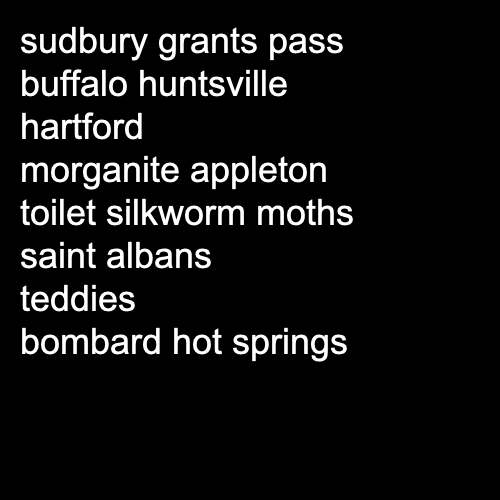 sudbury grants pass
buffalo huntsville
hartford
morganite appleton
toilet silkworm moths
saint albans
teddies
bombard hot springs